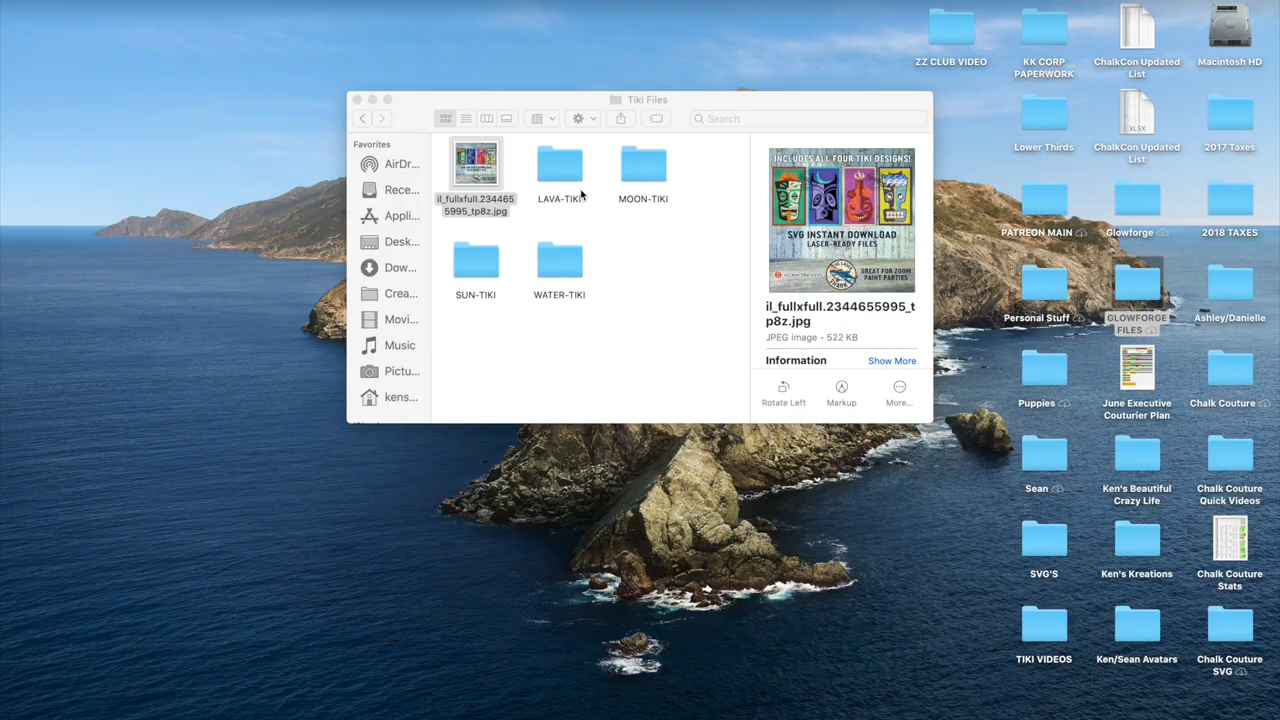 Tiki Files
Search
Favorites
AirDr...
Rece...
Appli...
Desk...
Dow...
Crea...
Movi...
Music
Pictu...
kens...
il_fullxfull.234465
5995_tp8z.jpg
LAVA-TIKI
MOON-TIKI
SUN-TIKI
WATER-TIKI
INCLUDES ALL FOUR TIKI DESIGNS!
SVG INSTANT DOWNLOAD
LASER-READY FILES
GREAT FOR ZOOM
PAINT PARTIES!
il_fullxfull.2344655995_t
p8z.jpg
JPEG image - 522 KB
Information
Show More
Rotate Left
Markup
More...
ZZ CLUB VIDEO
KK CORP
PAPERWORK
ChalkCon Updated
List
Macintosh HD
Lower Thirds
XLSX
ChalkCon Updated
List
2017 Taxes
PATREON MAIN
Glowforge
2018 TAXES
Personal Stuff
GLOWFORGE
FILES
Ashley/Danielle
Puppies
June Executive
Couturier Plan
Chalk Couture
Sean
Ken's Beautiful
Crazy Life
Chalk Couture
Quick Videos
SVG'S
Ken's Kreations
Chalk Couture
Stats
TIKI VIDEOS
Ken/Sean Avatars
Chalk Couture
SVG